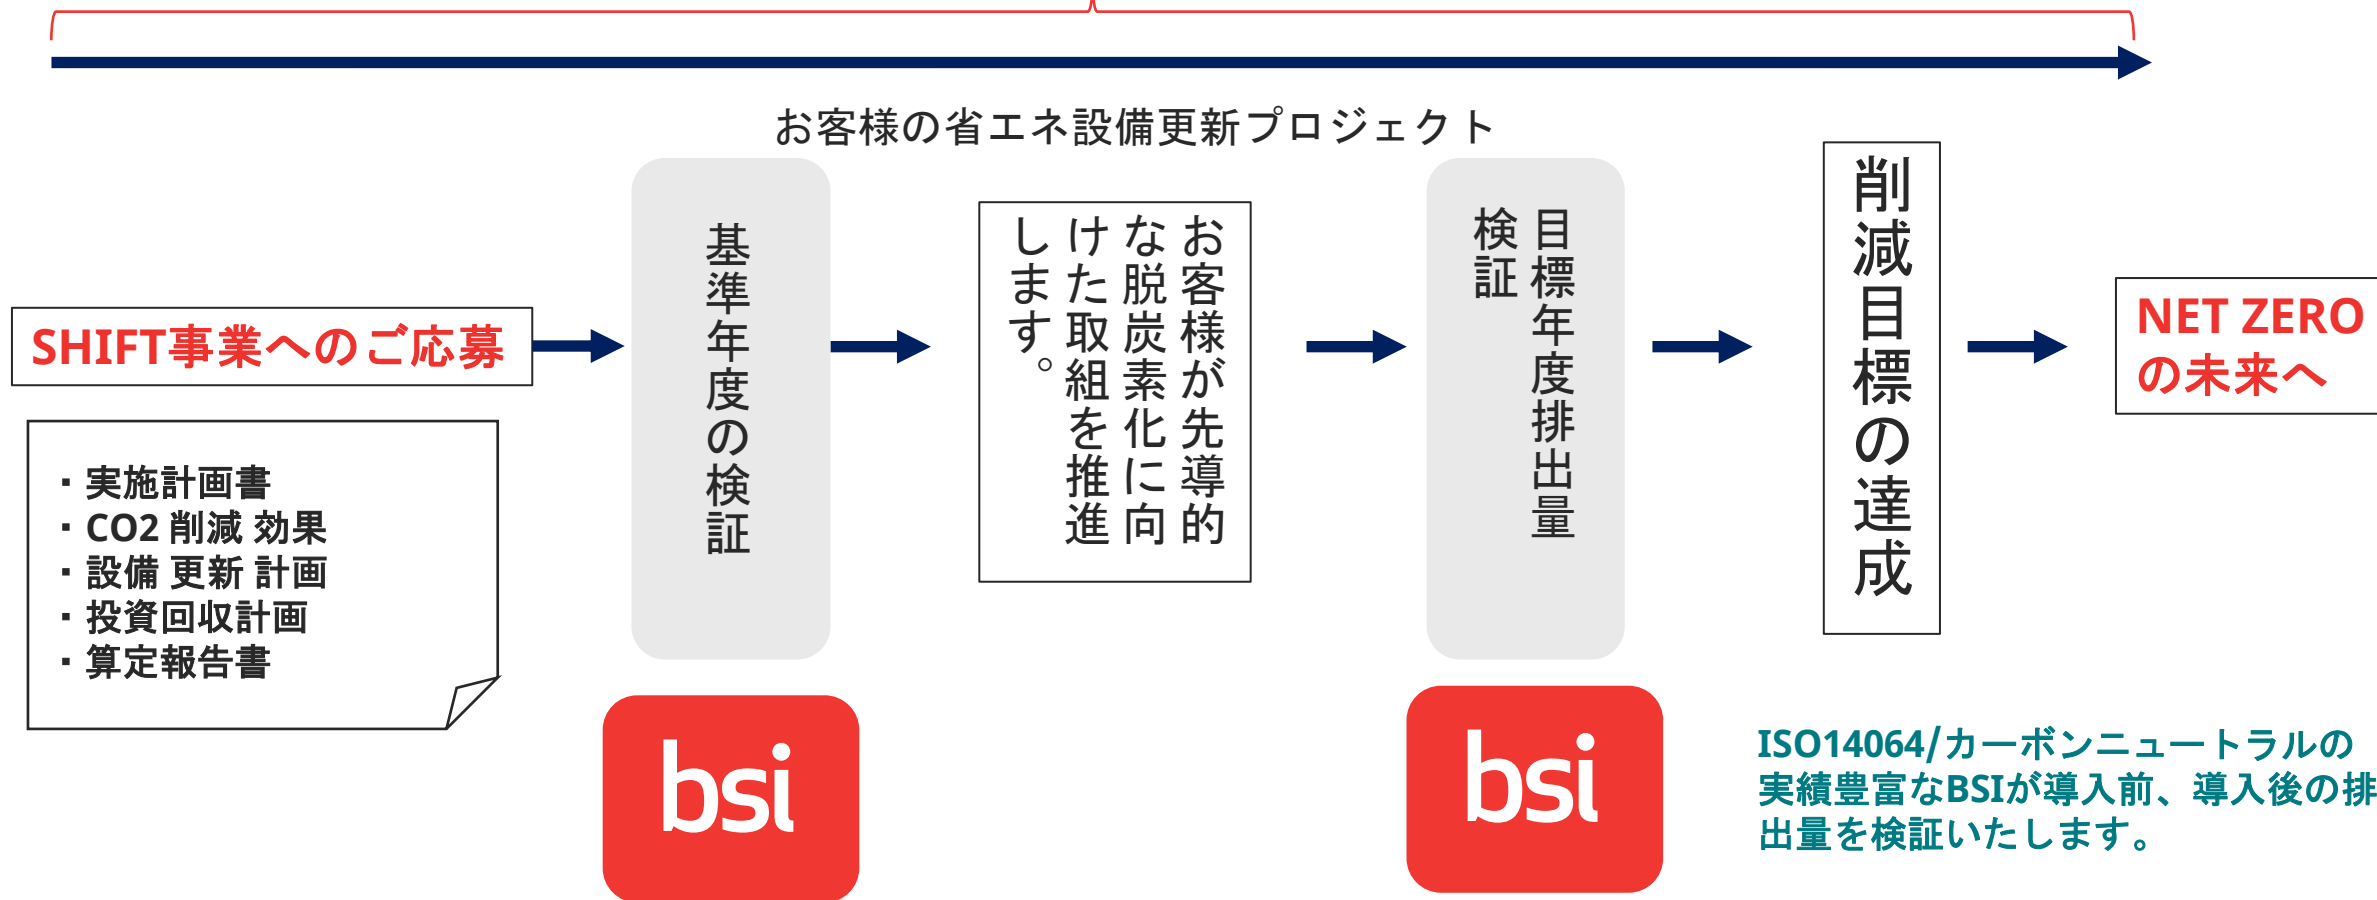 お客様の省エネ設備更新プロジェクト
SHIFT事業へのご応募
・実施計画書
・CO2 削減 効果
・設備 更新 計画
・投資回収計画
・算定報告書
基準年度の検証
bsi
お客様が先導的
な脱炭素化に向
けた取組を推進
します。
目標年度排出量
検証
bsi
削減目標の達成
NET ZERO
の未来へ
ISO14064/カーボンニュートラルの
実績豊富なBSIが導入前、導入後の排
出量を検証いたします。